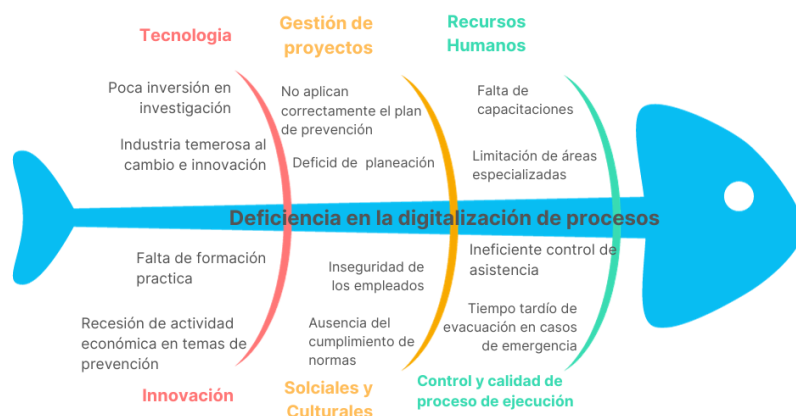 Tecnologia
Poca inversión en
investigación
Industria temerosa al
cambio e innovación
Gestión de
proyectos
No aplican
correctamente el plan
de prevención
Deficid de planeación
Recursos
Humanos
Falta de
capacitaciones
Limitación de áreas
especializadas
Deficiencia en la digitalización de procesos
Falta de formación
practica
Recesión de actividad
económica en temas de
prevención
Innovación
Inseguridad de
los empleados
Ausencia del
cumplimiento de
normas
Solciales y
Culturales
Ineficiente control de
asistencia
Tiempo tardío de
evacuación en casos
de emergencia
Control y calidad de
proceso de ejecución